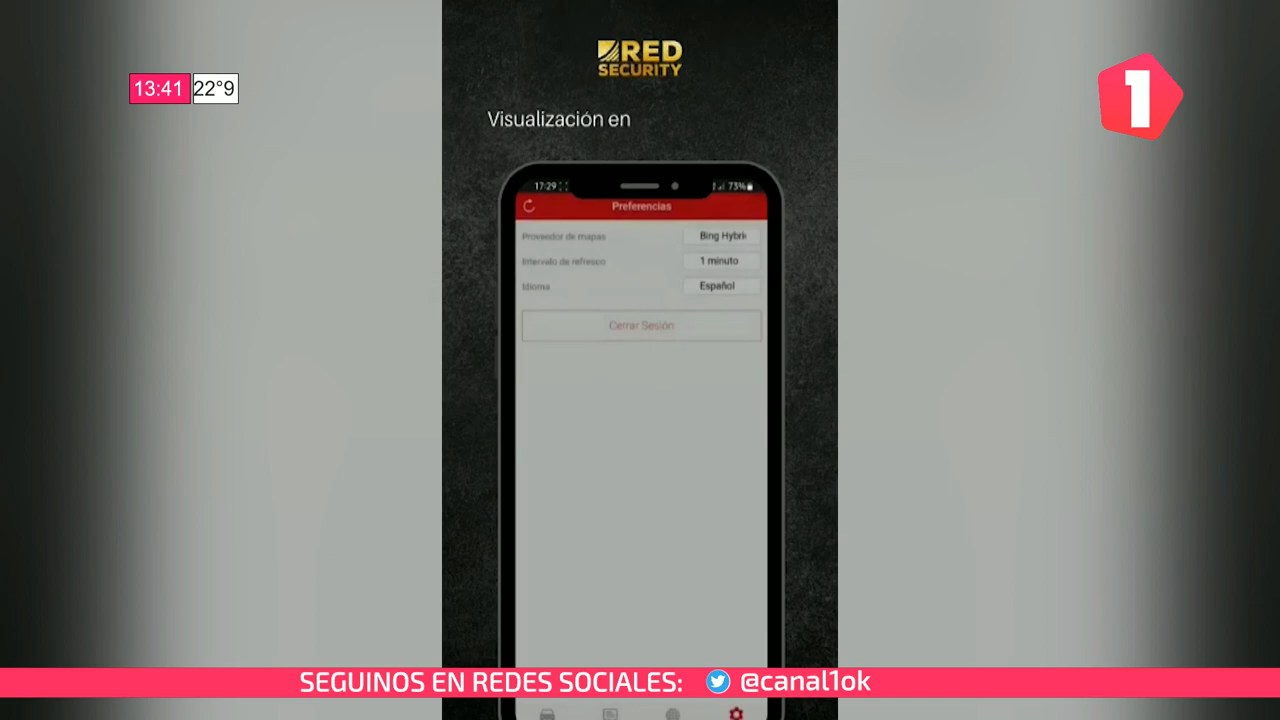 RED
SECURITY
13:41 22°9
1
Visualización en
17:29 73%
Preferencias
Proveedor de mapas Bing Hybri
Intervalo de refresco 1 minuto
Idioma Español
Cerrar Sesión
SEGUINOS EN REDES SOCIALES: @canal1ok